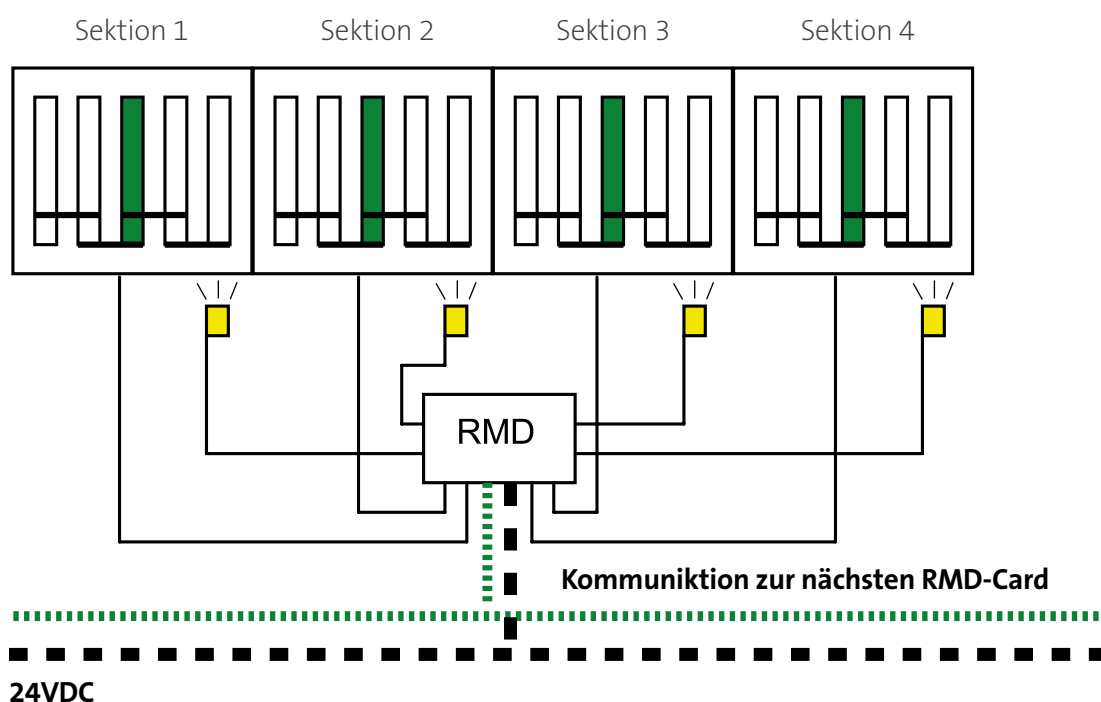 Sektion 1
Sektion 2
Sektion 3
Sektion 4
RMD
Kommuniktion zur nächsten RMD-Card
24VDC